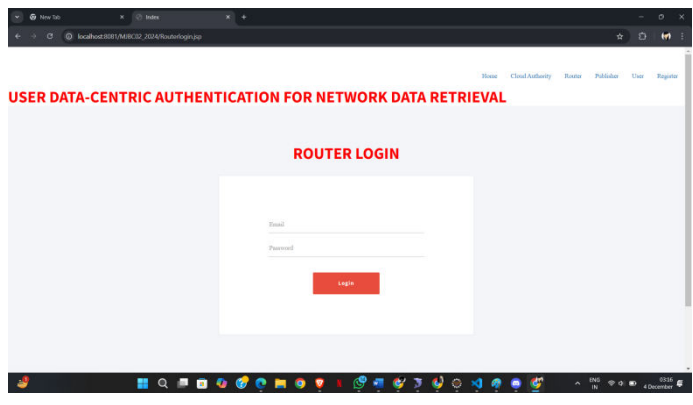 New Tab
Index
localhost:8081/MJBC02_2024/Routerlogin.jsp
Home Cloud Authority Router Publisher User Register
USER DATA-CENTRIC AUTHENTICATION FOR NETWORK DATA RETRIEVAL
ROUTER LOGIN
Email
Password
Login
ENG
IN
03:16
4 December